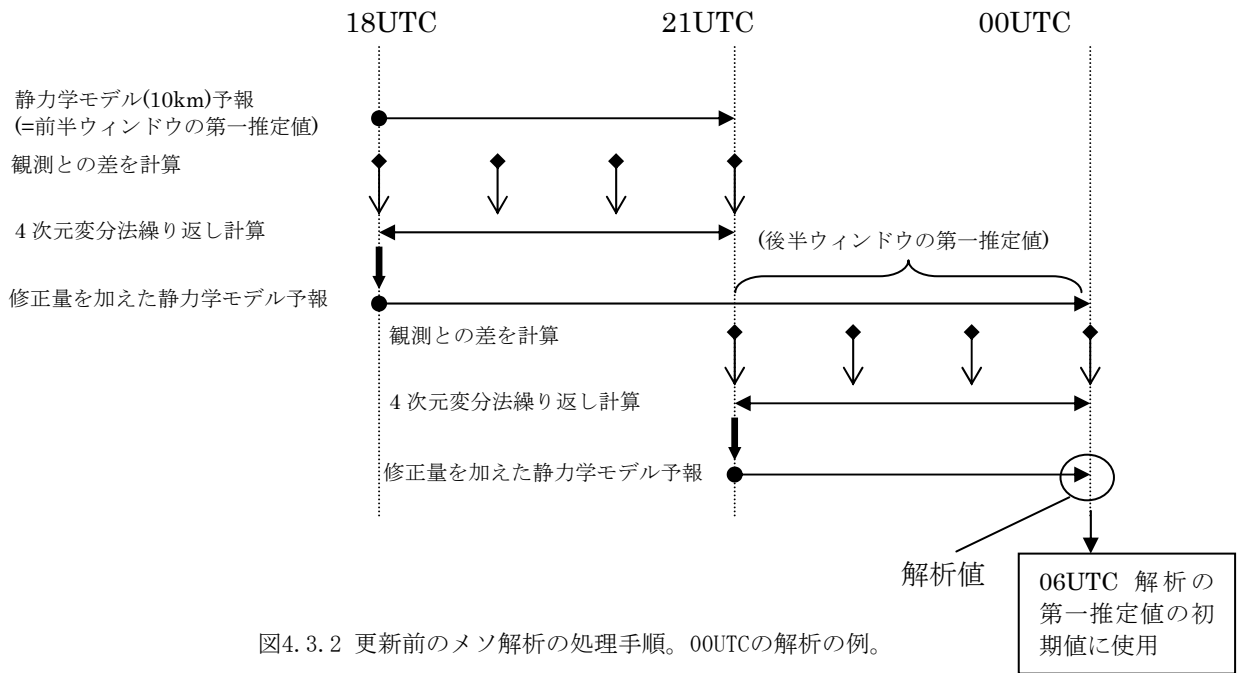 18UTC
21UTC
00UTC
静力学モデル(10km)予報
(=前半ウィンドウの第一推定値)
観測との差を計算
4次元変分法繰り返し計算
(後半ウィンドウの第一推定値)
修正量を加えた静力学モデル予報
観測との差を計算
4次元変分法繰り返し計算
修正量を加えた静力学モデル予報
解析値
06UTC 解析の
第一推定値の初
期値に使用
図4.3.2 更新前のメソ解析の処理手順。00UTCの解析の例。